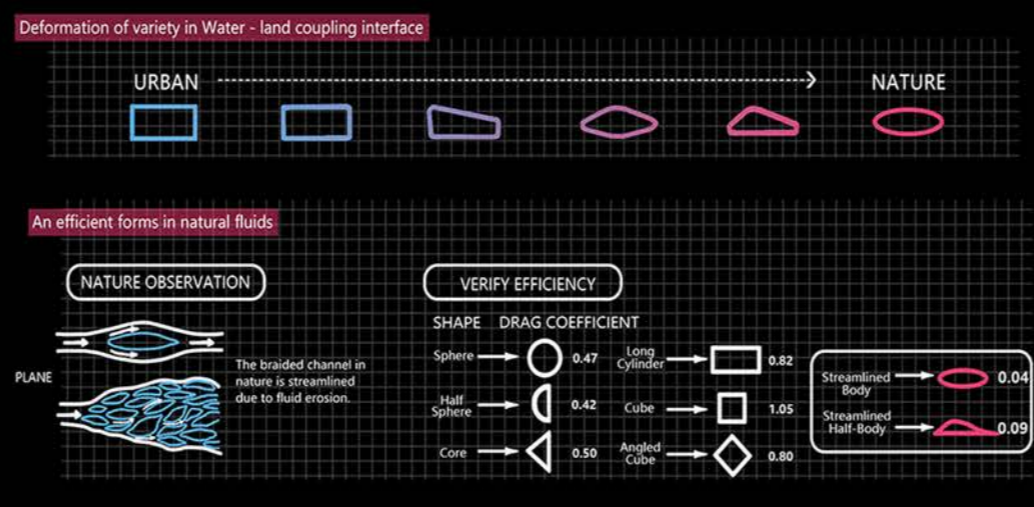 Deformation of variety in Water - land coupling interface
URBAN
NATURE
An efficient forms in natural fluids
NATURE OBSERVATION
PLANE
The braided channel in
nature is streamlined
due to fluid erosion.
VERIFY EFFICIENCY
SHAPE DRAG COEFFICIENT
Sphere 0.47
Half
Sphere 0.42
Core 0.50
Long
Cylinder 0.82
Cube 1.05
Angled
Cube 0.80
Streamlined
Body 0.04
Streamlined
Half-Body 0.09